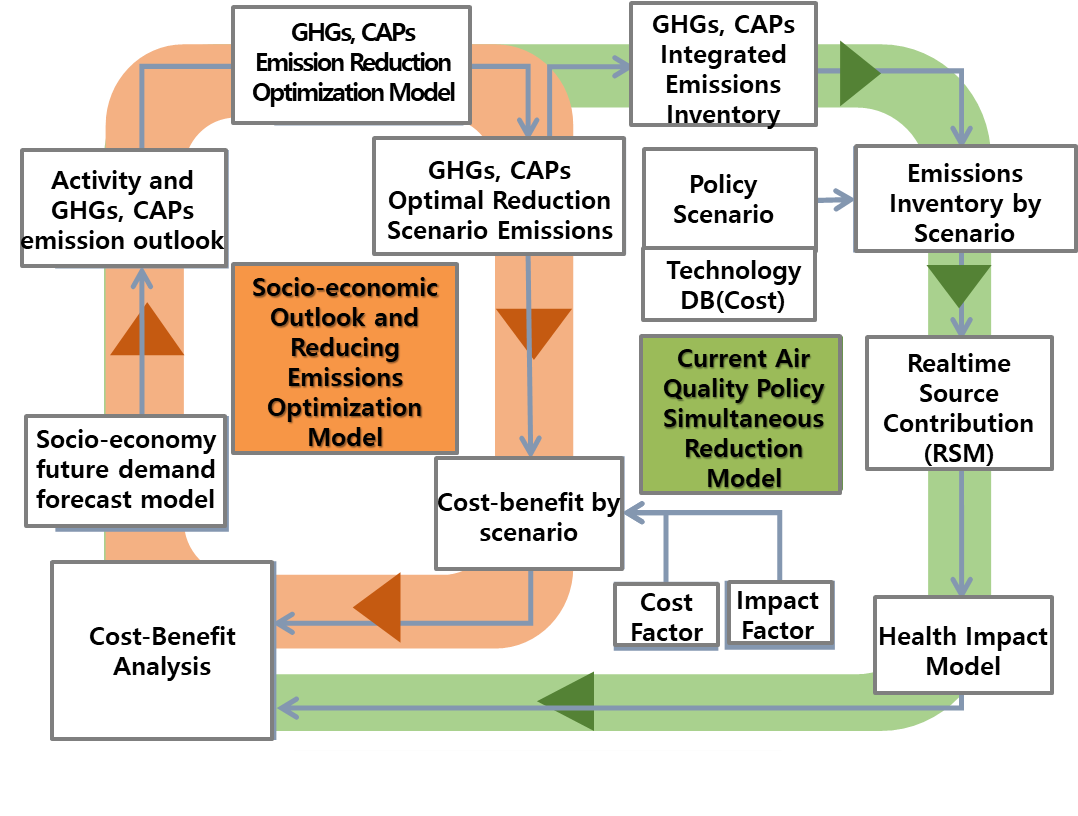 GHGs, CAPs
Emission Reduction
Optimization Model
GHGs, CAPs
Integrated
Emissions
Inventory
Activity and
GHGs, CAPs
emission outlook
GHGs, CAPs
Optimal Reduction
Scenario Emissions
Policy
Scenario
Emissions
Inventory by
Scenario
Technology
DB(Cost)
Socio-economic
Outlook and
Reducing
Emissions
Optimization
Model
Current Air
Quality Policy
Simultaneous
Reduction
Model
Realtime
Source
Contribution
(RSM)
Socio-economy
future demand
forecast model
Cost-benefit by
scenario
Cost
Factor
Impact
Factor
Cost-Benefit
Analysis
Health Impact
Model